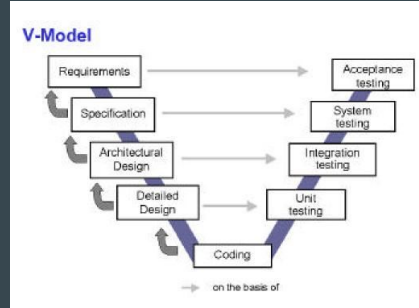 V-Model
Requirements
Acceptance
testing
Specification
System
testing
Architectural
Design
Integration
testing
Detailed
Design
Unit
testing
Coding
on the basis of